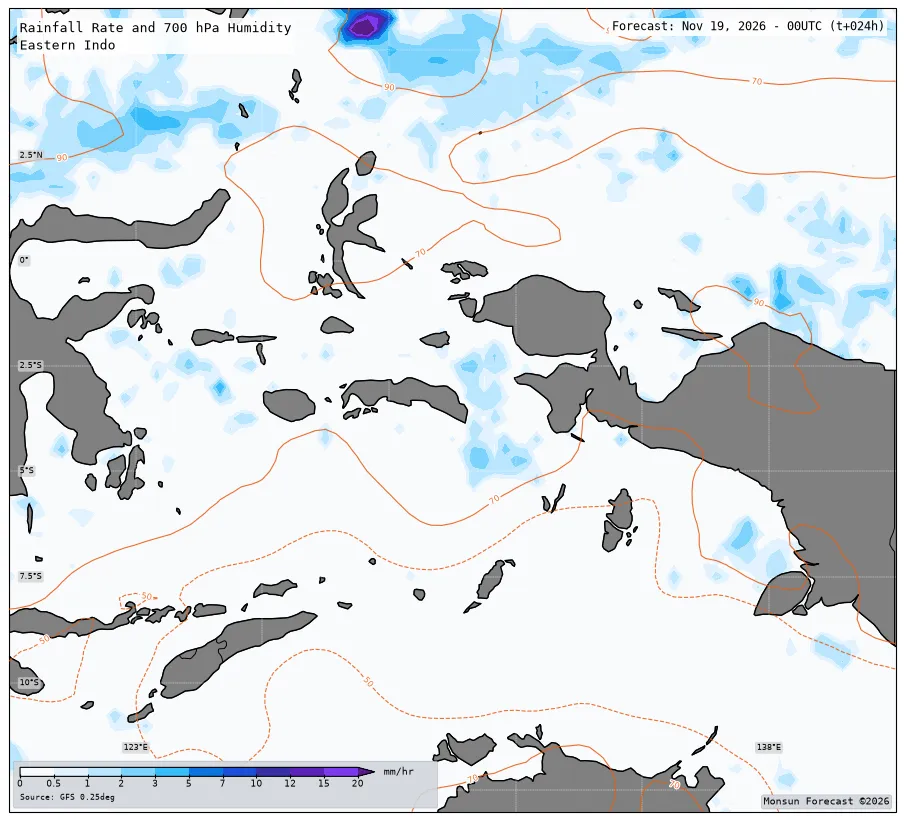 Rainfall Rate and 700 hPa Humidity
Eastern Indo
Forecast: Nov 19, 2026 - 00UTC (t+024h)
70
90
2.5°N
90
70
0°
90
2.5°S
5°S
70
7.5°S
50
50
10°S
50
123°E
138°E
70
70
0 0.5 1 2 3 5 7 10 12 15 20 mm/hr
Source: GFS 0.25deg
Monsun Forecast ©2026